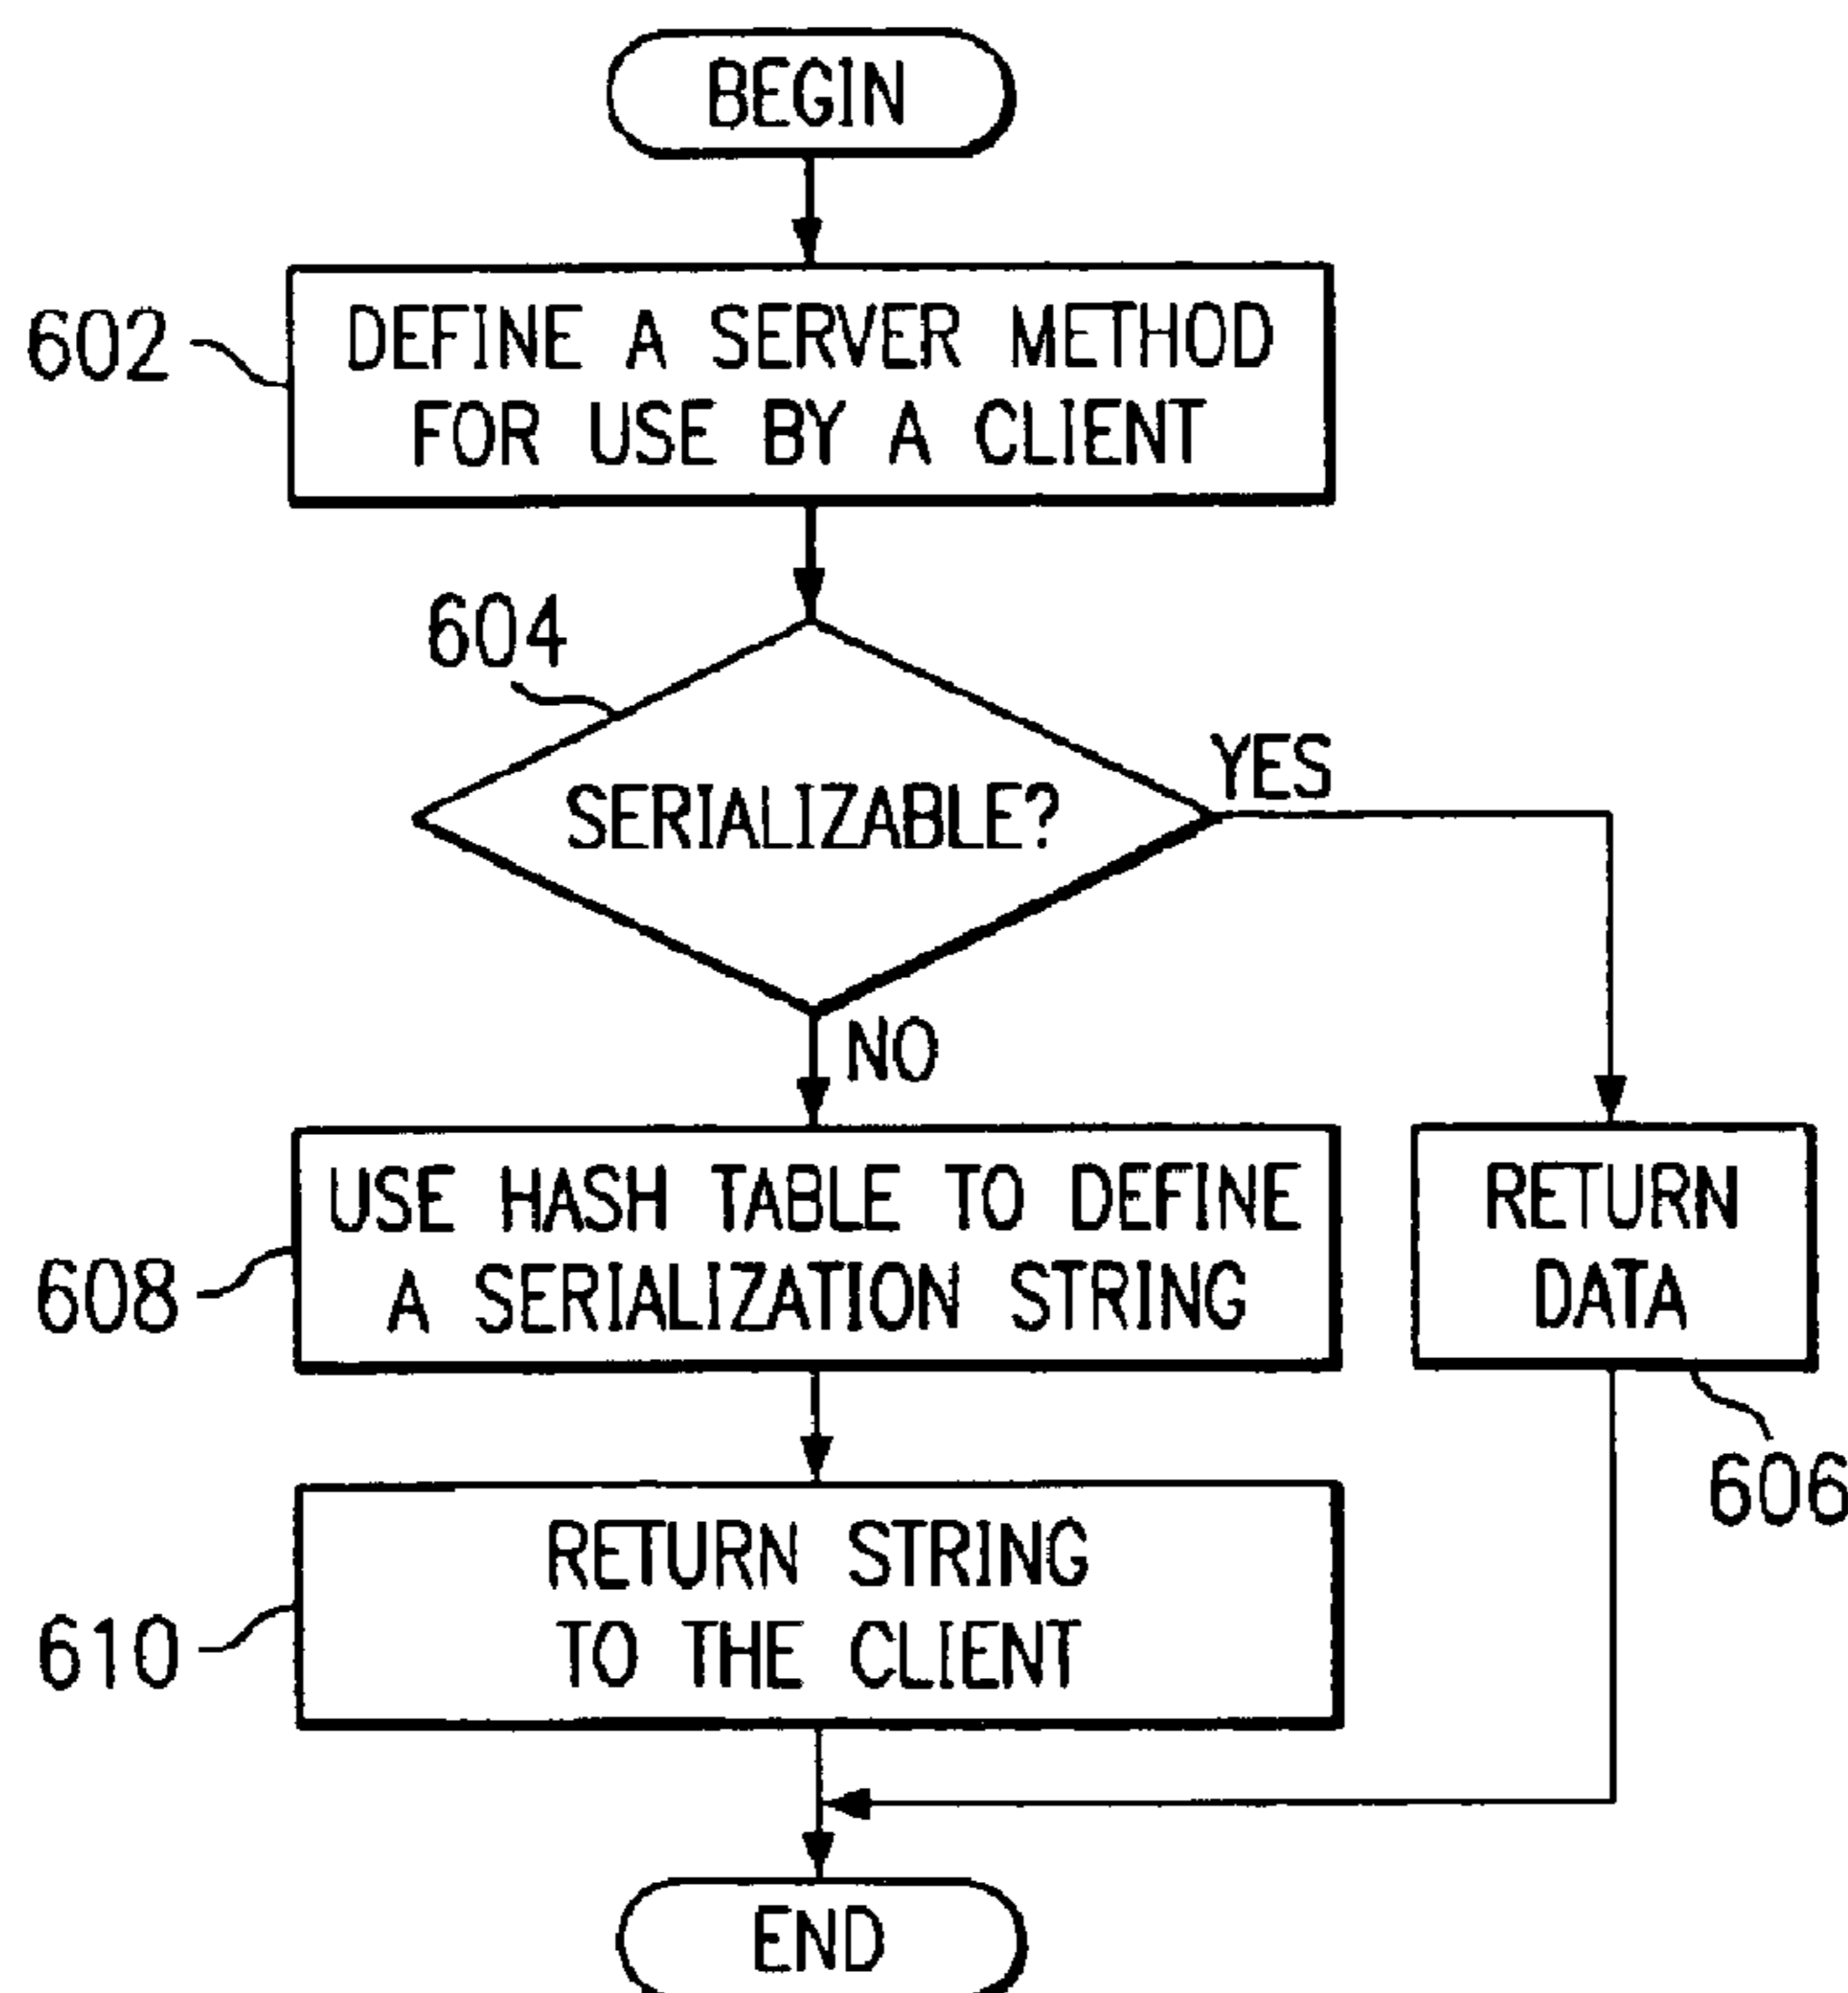 BEGIN
602
DEFINE A SERVER METHOD
FOR USE BY A CLIENT
604
SERIALIZABLE?
YES
NO
608
USE HASH TABLE TO DEFINE
A SERIALIZATION STRING
RETURN
DATA
606
610
RETURN STRING
TO THE CLIENT
END